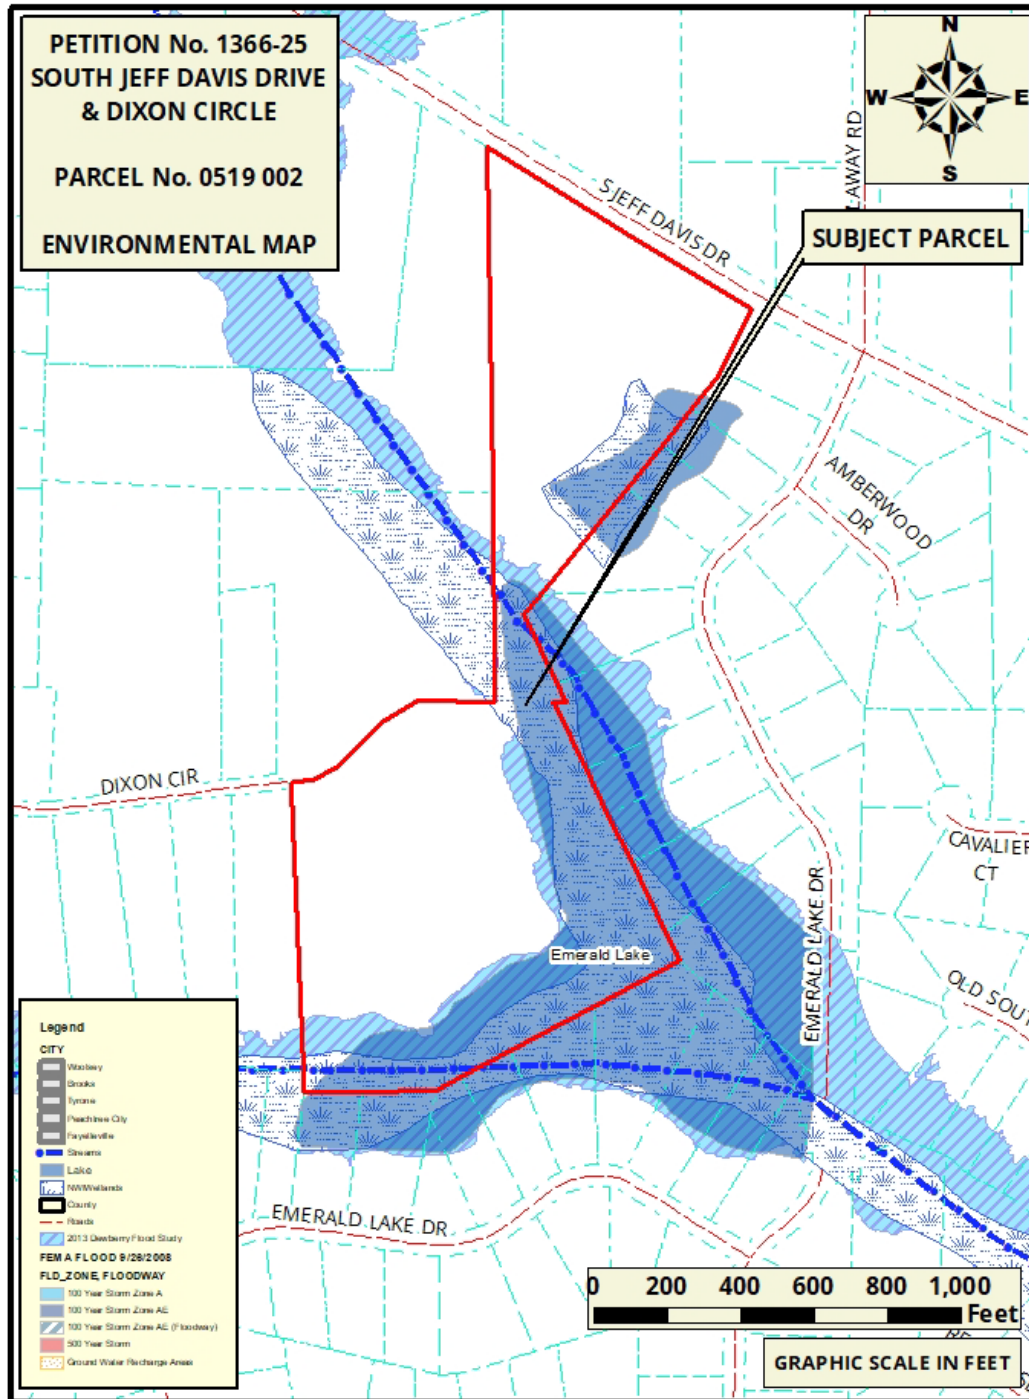 PETITION No. 1366-25
SOUTH JEFF DAVIS DRIVE
& DIXON CIRCLE
PARCEL No. 0519 002
ENVIRONMENTAL MAP
N
W
E
S
AWAY RD
SUBJECT PARCEL
S JEFF DAVIS DR
AMBERWOOD
DR
DIXON CIR
CAVALIER
CT
EMERALD LAKE DR
Emerald Lake
OLD SOUT
EMERALD LAKE DR
Legend
CITY
Woolsey
Brooks
Tyrone
Peachtree City
Fayetteville
Streams
Lake
NWIWetlands
County
Roads
2013 Dewberry Flood Study
FEMA FLOOD 9/26/2008
FLD_ZONE, FLOODWAY
100 Year Storm Zone A
100 Year Storm Zone AE
100 Year Storm Zone AE (Floodway)
500 Year Storm
Ground Water Recharge Areas
0 200 400 600 800 1,000
Feet
GRAPHIC SCALE IN FEET